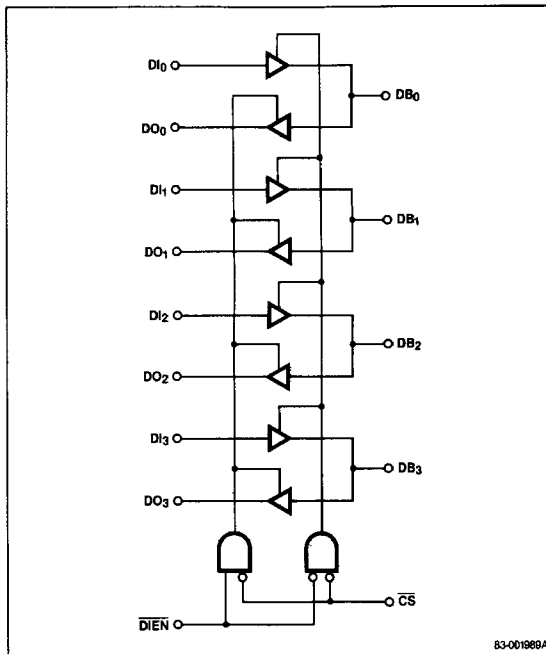 DI0
DB0
DO0
DI1
DB1
DO1
DI2
DB2
DO2
DI3
DB3
DO3
CS
DIEN
83-001989A